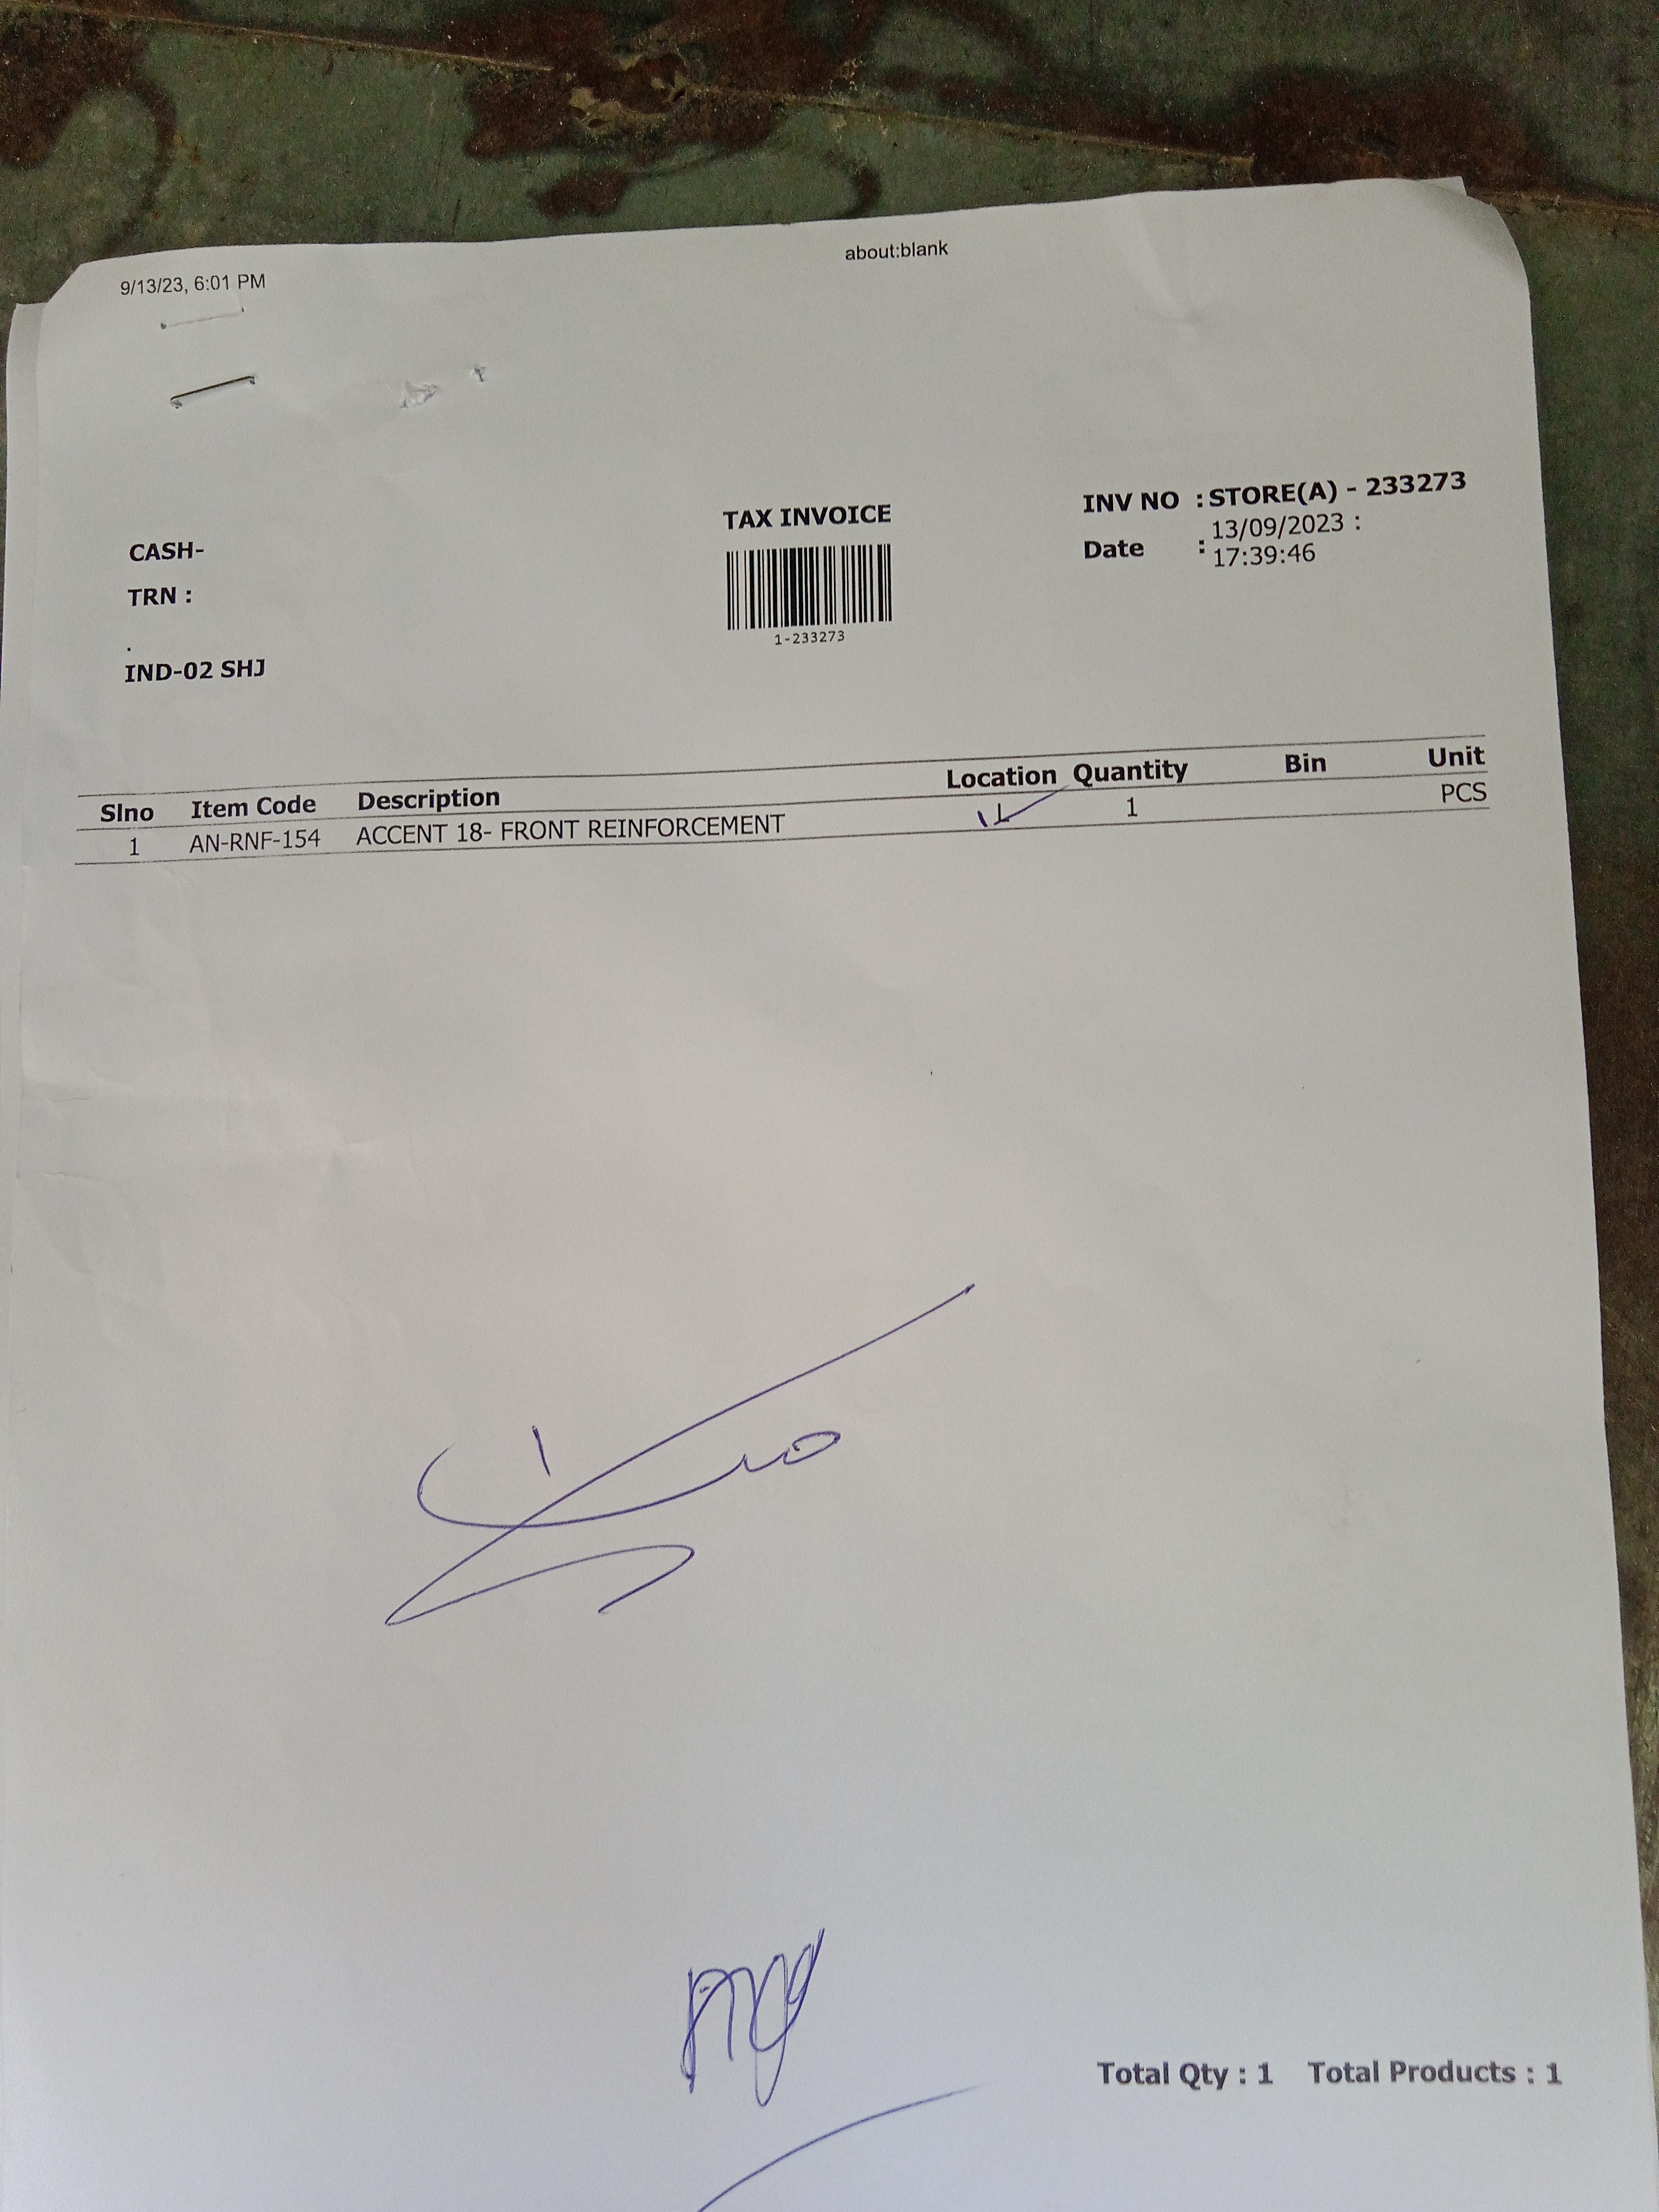 9/13/23, 6:01 PM
about:blank
TAX INVOICE
INV NO : STORE(A) - 233273
Date : 13/09/2023 :
17:39:46
1-233273
CASH-
TRN :
.
IND-02 SHJ
Slno Item Code Description Location Quantity Bin Unit
1 AN-RNF-154 ACCENT 18- FRONT REINFORCEMENT 1 PCS
Total Qty : 1 Total Products : 1